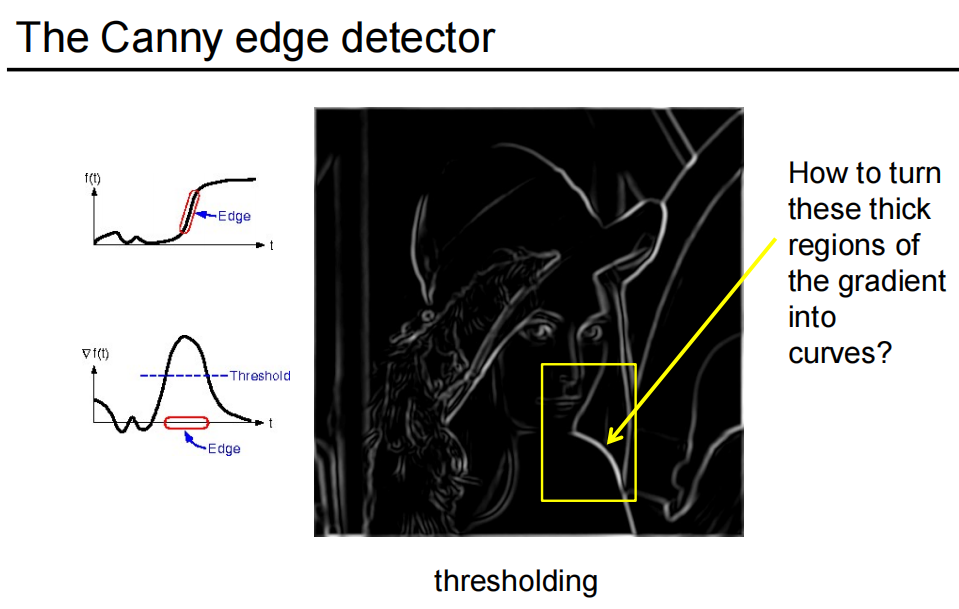 The Canny edge detector
f(t)
Edge
t
∇f(t)
Threshold
t
Edge
How to turn
these thick
regions of
the gradient
into
curves?
thresholding